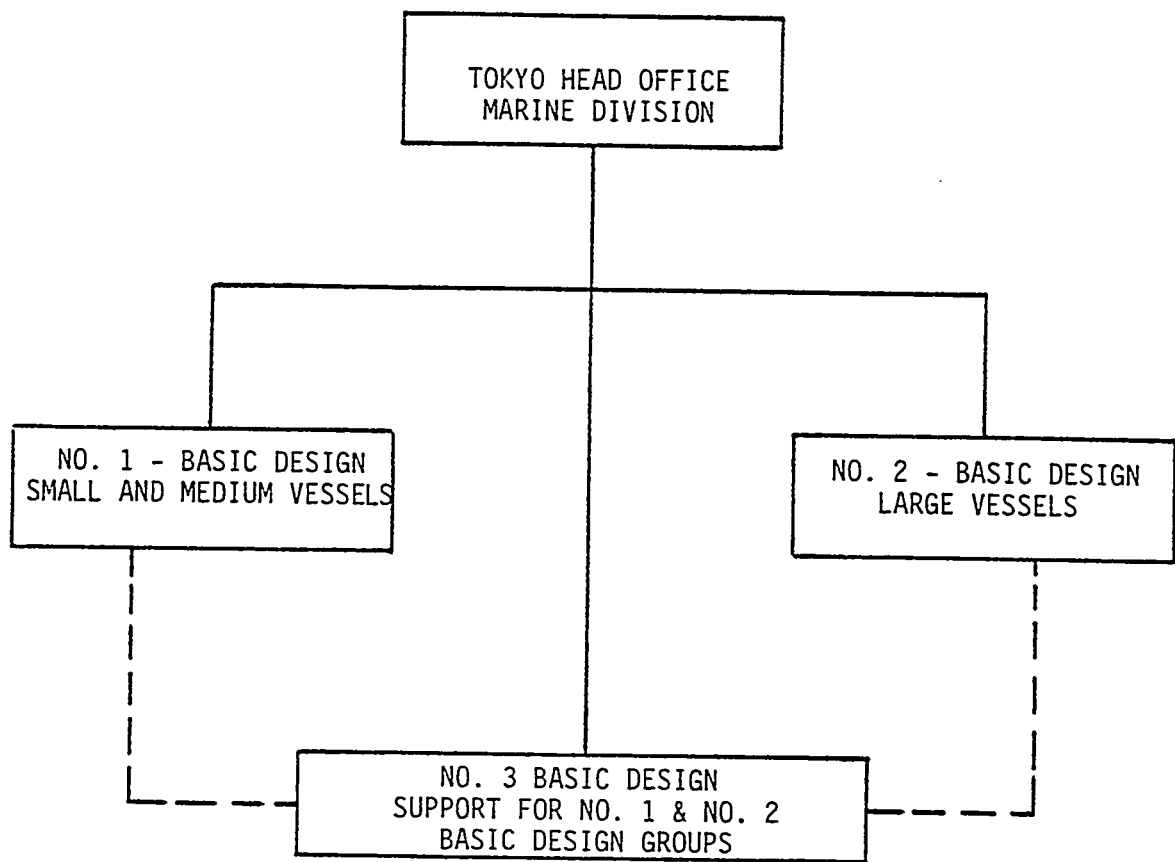 TOKYO HEAD OFFICE
MARINE DIVISION
NO. 1 - BASIC DESIGN
SMALL AND MEDIUM VESSELS
NO. 2 - BASIC DESIGN
LARGE VESSELS
NO. 3 BASIC DESIGN
SUPPORT FOR NO. 1 & NO. 2
BASIC DESIGN GROUPS